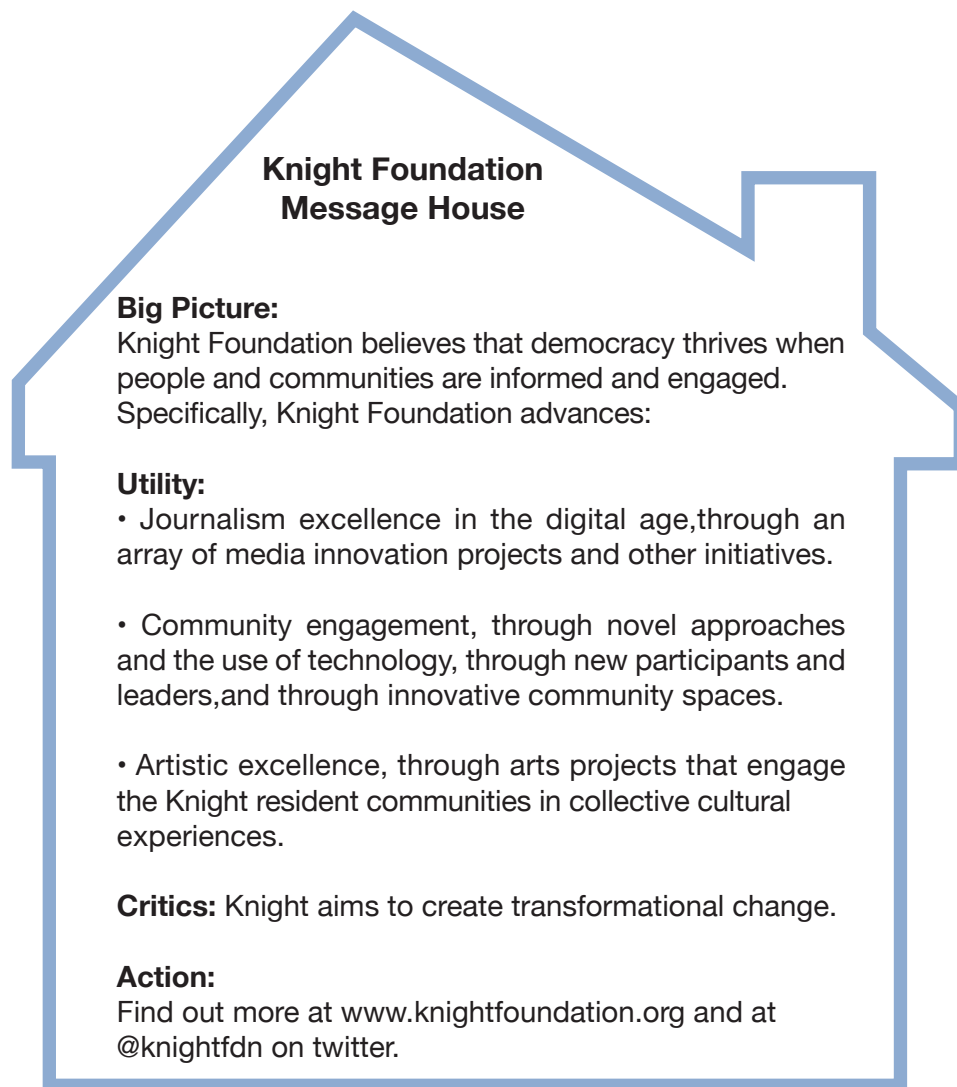 Knight Foundation
Message House
Big Picture:
Knight Foundation believes that democracy thrives when
people and communities are informed and engaged.
Specifically, Knight Foundation advances:
Utility:
• Journalism excellence in the digital age,through an
array of media innovation projects and other initiatives.
• Community engagement, through novel approaches
and the use of technology, through new participants and
leaders,and through innovative community spaces.
• Artistic excellence, through arts projects that engage
the Knight resident communities in collective cultural
experiences.
Critics: Knight aims to create transformational change.
Action:
Find out more at www.knightfoundation.org and at
@knightfdn on twitter.